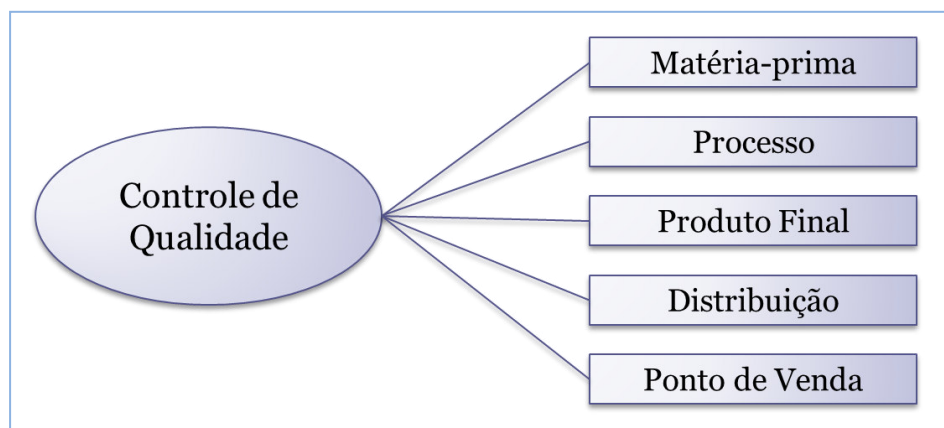 Controle de
Qualidade
Matéria-prima
Processo
Produto Final
Distribuição
Ponto de Venda